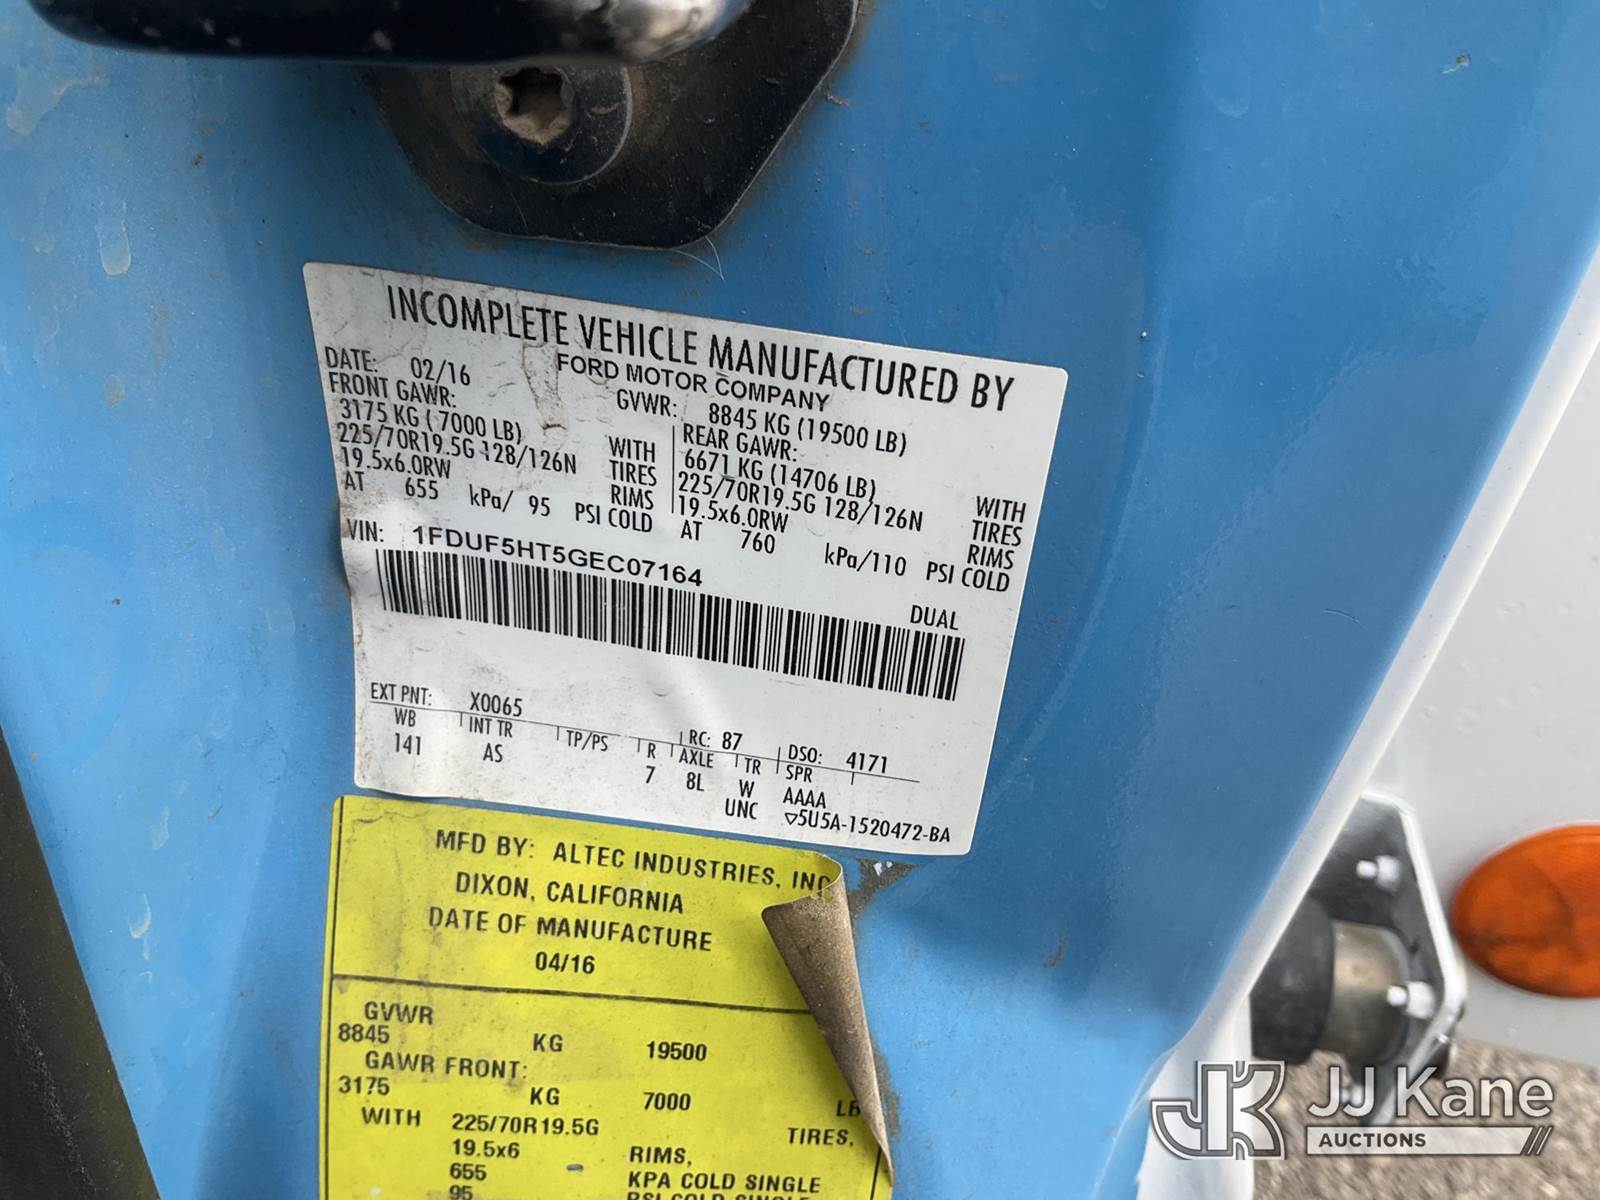 INCOMPLETE VEHICLE MANUFACTURED BY
FORD MOTOR COMPANY
DATE: 02/16 GVWR: 8845 KG (19500 LB)
FRONT GAWR: REAR GAWR:
3175 KG ( 7000 LB) WITH 6671 KG (14706 LB) WITH
225/70R19.5G 128/126N TIRES 225/70R19.5G 128/126N TIRES
19.5x6.0RW RIMS 19.5x6.0RW RIMS
AT 655 kPa/ 95 PSI COLD AT 760 kPa/110 PSI COLD
VIN: 1FDUF5HT5GEC07164
DUAL
EXT PNT: X0065 RC: 87 DSO: 4171
WB INT TR TP/PS R AXLE TR SPR
141 AS 7 8L W AAAA
UNC ▽5U5A-1520472-BA
MFD BY: ALTEC INDUSTRIES, INC
DIXON, CALIFORNIA
DATE OF MANUFACTURE
04/16
GVWR
8845 KG 19500
GAWR FRONT:
3175 KG 7000 LB
WITH 225/70R19.5G TIRES,
19.5x6 RIMS,
655 KPA COLD SINGLE
95 PSI COLD SINGLE
JK JJ Kane
AUCTIONS